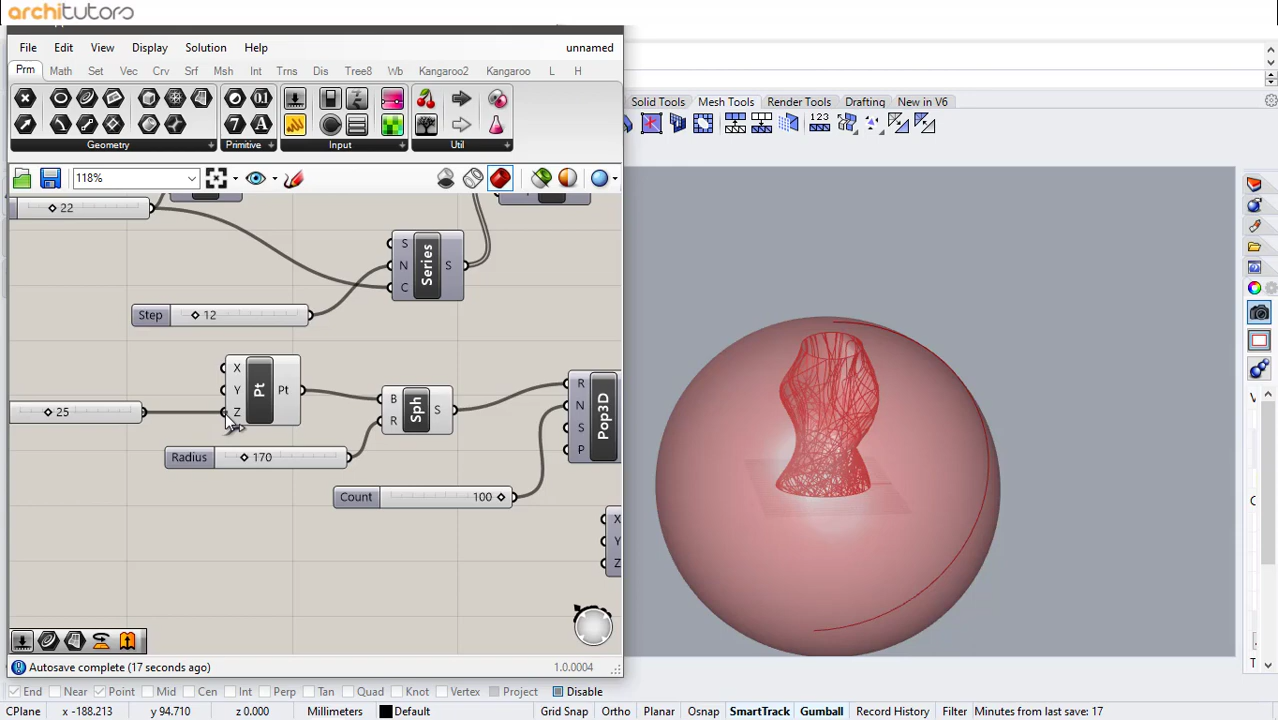 architutors
File Edit View Display Solution Help unnamed
Prm Math Set Vec Crv Srf Msh Int Trns Dis Tree8 Wb Kangaroo2 Kangaroo L H
Solid Tools Mesh Tools Render Tools Drafting New in V6
123
Geometry Primitive Input Util
118%
22
S
N
C
Series
S
Step 12
X
Y
Z
Pt
Pt
25
B
R
Sph
S
R
N
S
P
Pop3D
Radius 170
Count 100
X
Y
Z
Autosave complete (17 seconds ago) 1.0.0004
End Near Point Mid Cen Int Perp Tan Quad Knot Vertex Project Disable
CPlane x -188.213 y 94.710 z 0.000 Millimeters Default Grid Snap Ortho Planar Osnap SmartTrack Gumball Record History Filter Minutes from last save: 17